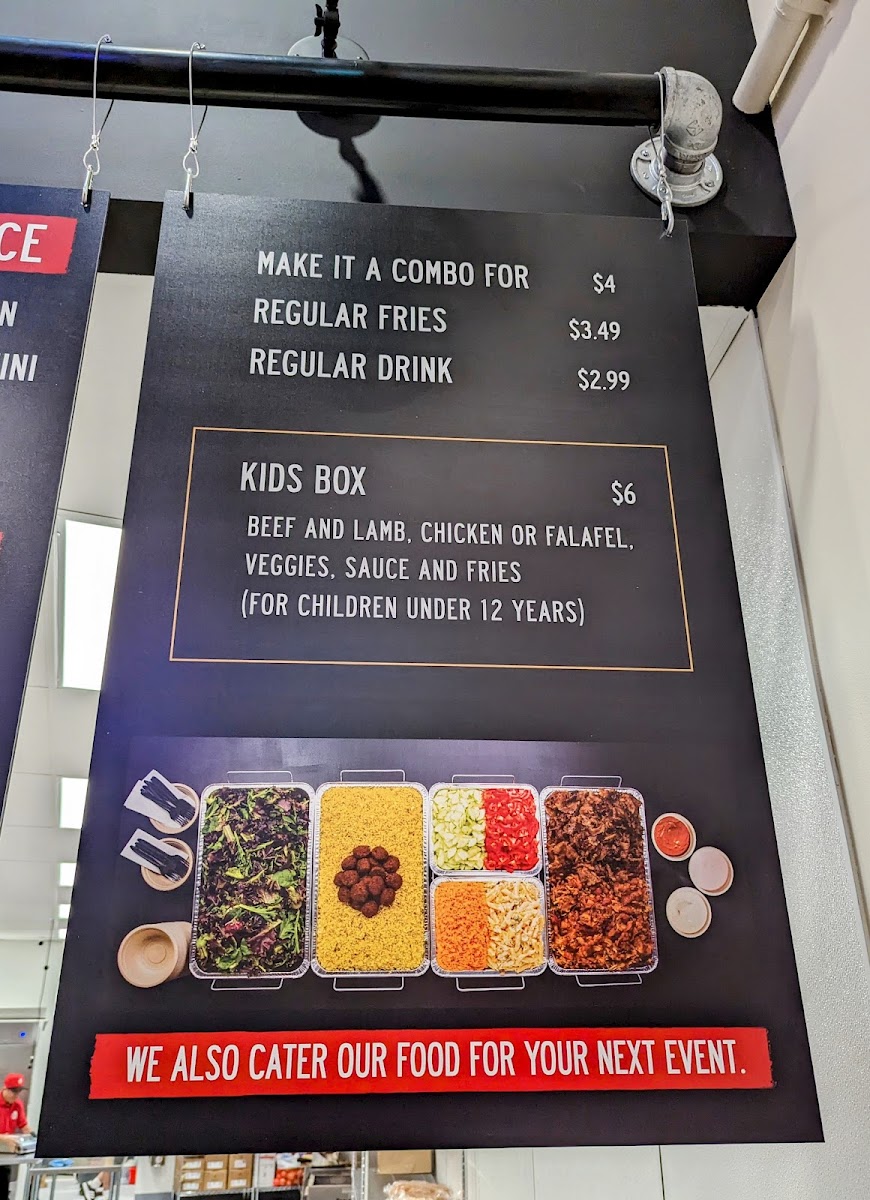 CE
N
INI
MAKE IT A COMBO FOR $4
REGULAR FRIES $3.49
REGULAR DRINK $2.99
KIDS BOX $6
BEEF AND LAMB, CHICKEN OR FALAFEL,
VEGGIES, SAUCE AND FRIES
(FOR CHILDREN UNDER 12 YEARS)
WE ALSO CATER OUR FOOD FOR YOUR NEXT EVENT.